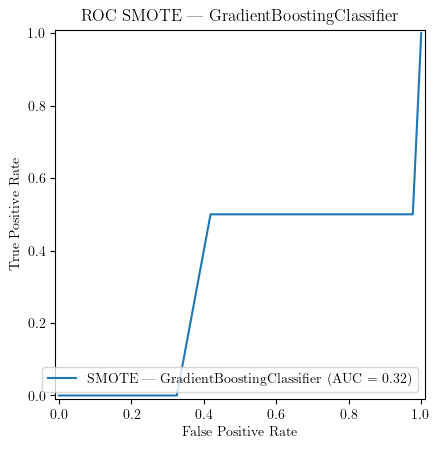 ROC SMOTE — GradientBoostingClassifier
1.0
0.8
0.6
0.4
0.2
0.0
True Positive Rate
SMOTE — GradientBoostingClassifier (AUC = 0.32)
0.0 0.2 0.4 0.6 0.8 1.0
False Positive Rate